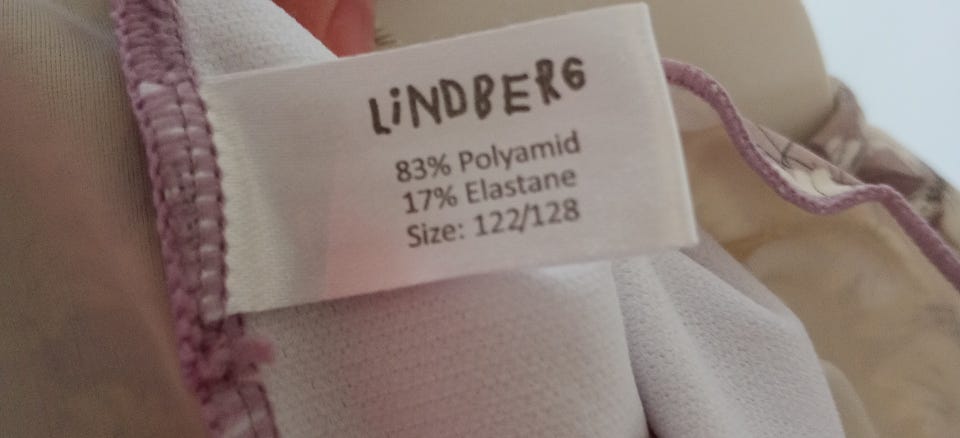 LiNDBERG
83% Polyamid
17% Elastane
Size: 122/128